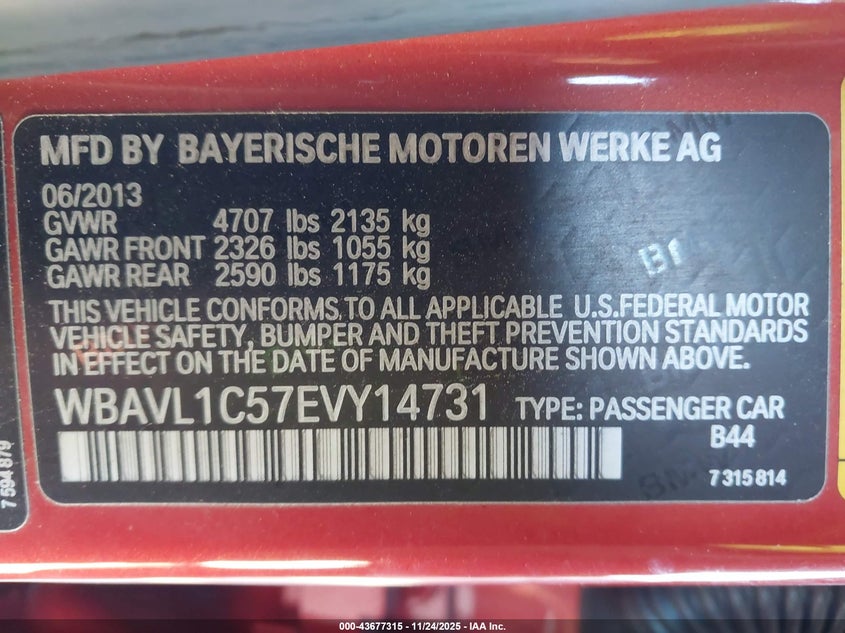 MFD BY BAYERISCHE MOTOREN WERKE AG
06/2013
GVWR 4707 lbs 2135 kg
GAWR FRONT 2326 lbs 1055 kg
GAWR REAR 2590 lbs 1175 kg
THIS VEHICLE CONFORMS TO ALL APPLICABLE U.S.FEDERAL MOTOR
VEHICLE SAFETY, BUMPER AND THEFT PREVENTION STANDARDS
IN EFFECT ON THE DATE OF MANUFACTURE SHOWN ABOVE.
WBAVL1C57EVY14731 TYPE: PASSENGER CAR
B44
7 315 814
7 594 879
000-43677315 - 11/24/2025 - IAA Inc.